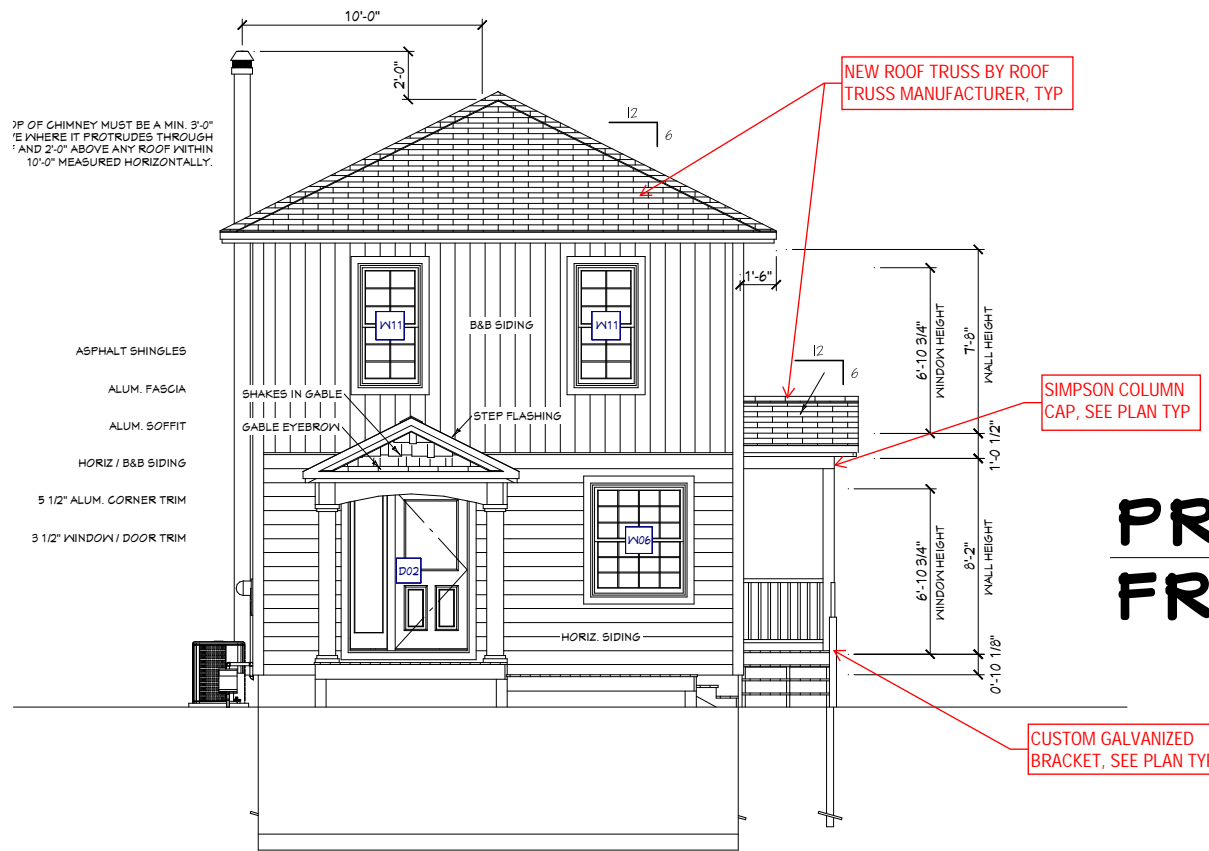 10'-0"
2'-0"
NEW ROOF TRUSS BY ROOF
TRUSS MANUFACTURER, TYP
12
6
OF CHIMNEY MUST BE A MIN. 3'-0"
WHERE IT PROTRUDES THROUGH
AND 2'-0" ABOVE ANY ROOF WITHIN
10'-0" MEASURED HORIZONTALLY.
1'-6"
W11
W11
B&B SIDING
6'-10 3/4"
WINDOW HEIGHT
7'-8"
WALL HEIGHT
ASPHALT SHINGLES
ALUM. FASCIA
ALUM. SOFFIT
HORIZ / B&B SIDING
5 1/2" ALUM. CORNER TRIM
3 1/2" WINDOW / DOOR TRIM
SHAKES IN GABLE
GABLE EYEBROW
STEP FLASHING
12
6
SIMPSON COLUMN
CAP, SEE PLAN TYP
1'-0 1/2"
W06
D02
6'-10 3/4"
WINDOW HEIGHT
8'-2"
WALL HEIGHT
PR
FR
HORIZ. SIDING
0'-10 1/8"
CUSTOM GALVANIZED
BRACKET, SEE PLAN TYP